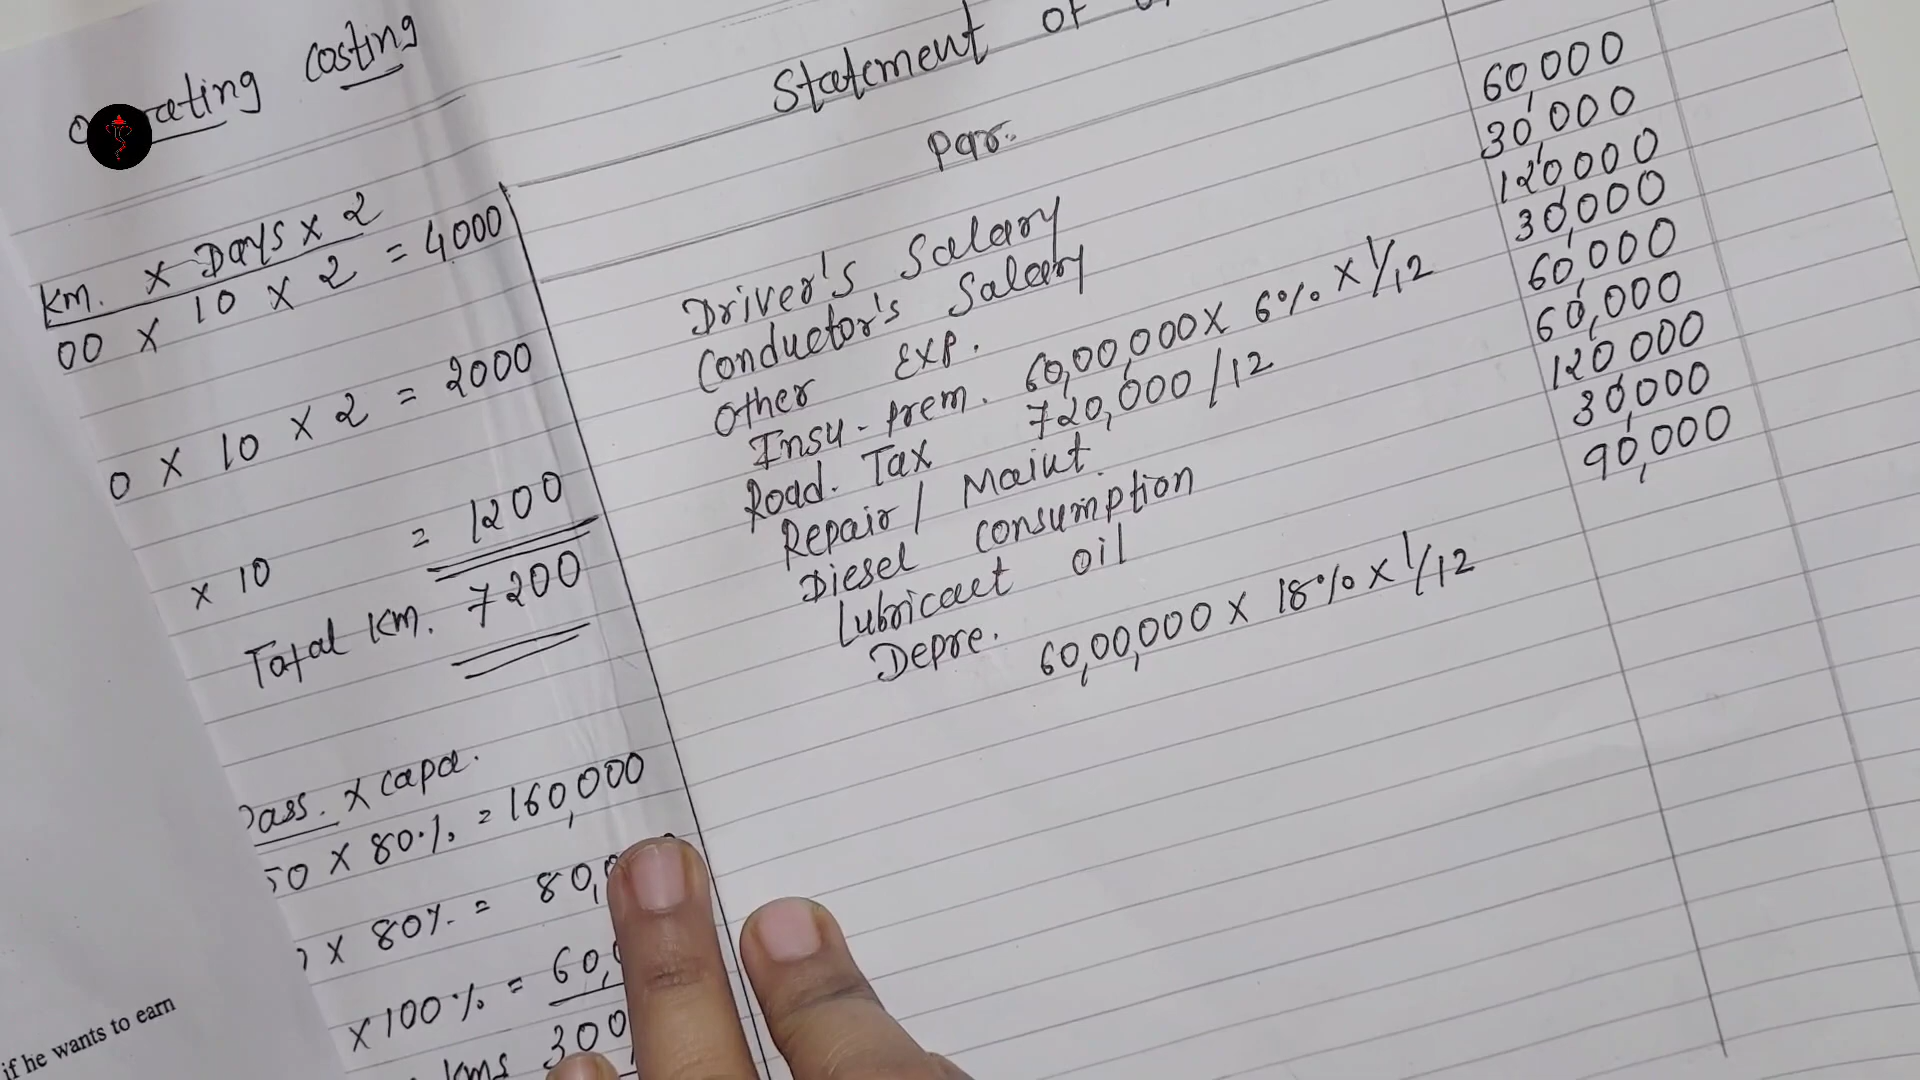 costing
km. x Days x 2
00 x 10 x 2 = 4000
0 x 10 x 2 = 2000
x 10 = 1200
Total km. 7200
Pass. x capa.
50 x 80% = 160,000
x 80% = 80,
x 100% = 60,
kms 300,
if he wants to earn
Statement of
Par.
Driver's Salary 60,000
Conductor's Salary 30,000
Other Exp. 120,000
Insu. prem. 60,00,000 x 6% x 1/12 30,000
Road. Tax 720,000/12 60,000
Repair/Maint. 60,000
Diesel consumption 120,000
Lubricaet oil 30,000
Depre. 60,00,000 x 18% x 1/12 90,000